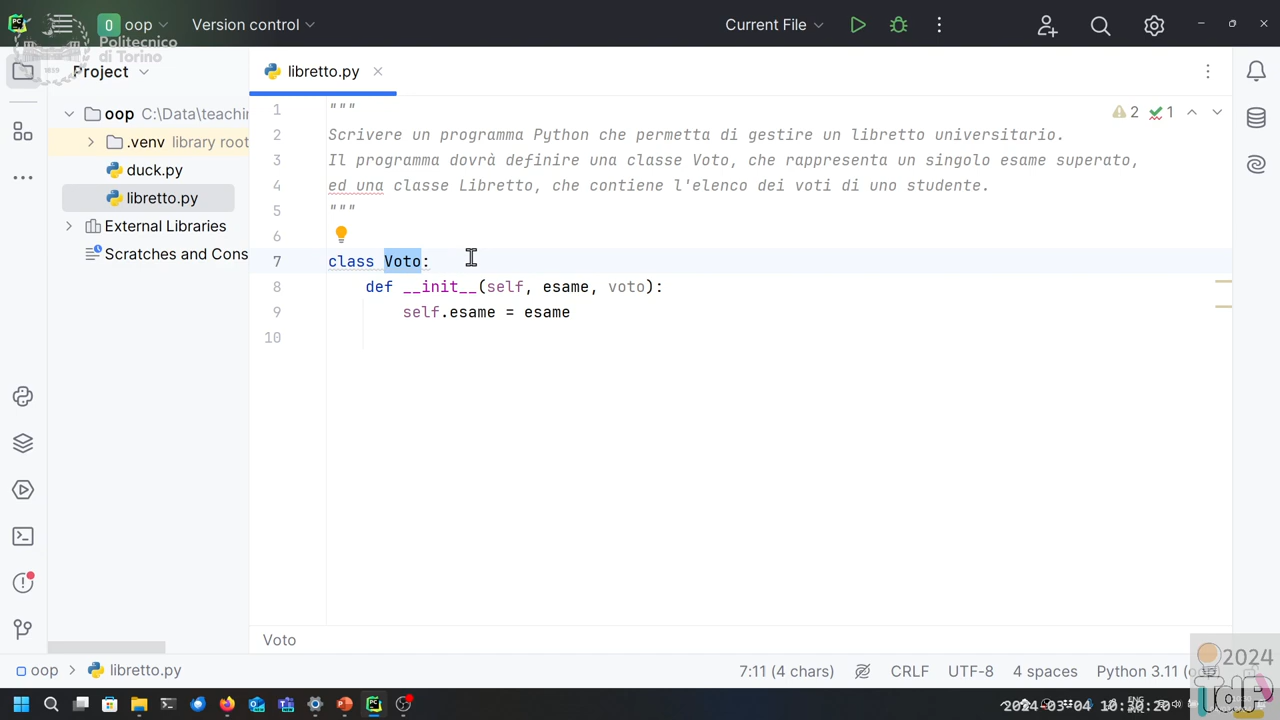 PC
O
oop
Version control
Current File
Politecnico
di Torino
Project
libretto.py
oop C:\Data\teachi
.venv library root
duck.py
libretto.py
External Libraries
Scratches and Cons
2
1
1 """
2 Scrivere un programma Python che permetta di gestire un libretto universitario.
3 Il programma dovrà definire una classe Voto, che rappresenta un singolo esame superato,
4 ed una classe Libretto, che contiene l'elenco dei voti di uno studente.
5 """
6
7 class Voto:
8 def __init__(self, esame, voto):
9 self.esame = esame
10
Voto
oop > libretto.py
7:11 (4 chars)
CRLF
UTF-8
4 spaces
Python 3.11
2024
TdP
ENG